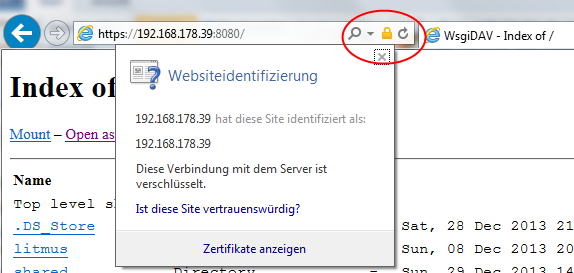 https://192.168.178.39:8080/
WsgiDAV - Index of /
Index of
Mount – Open as
Websiteidentifizierung
192.168.178.39 hat diese Site identifiziert als:
192.168.178.39
Diese Verbindung mit dem Server ist
verschlüsselt.
Ist diese Site vertrauenswürdig?
Zertifikate anzeigen
Name
Top level s
.DS_Store - Sat, 28 Dec 2013 21
litmus - Sun, 08 Dec 2013 20
shared Directory - Sun, 29 Dec 2013 14